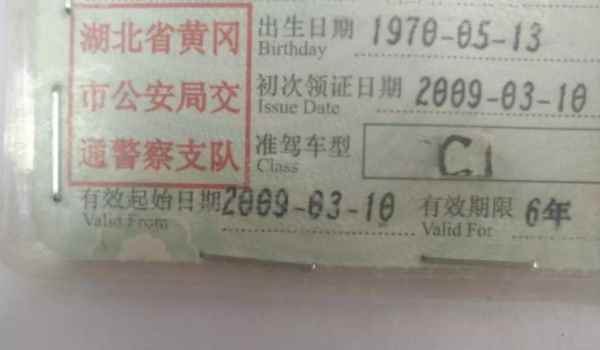 湖北省黄冈
市公安局交
通警察支队
出生日期 1970-05-13
Birthday
初次领证日期 2009-03-10
Issue Date
准驾车型 C1
Class
有效起始日期 2009-03-10 有效期限 6年
Valid From Valid For